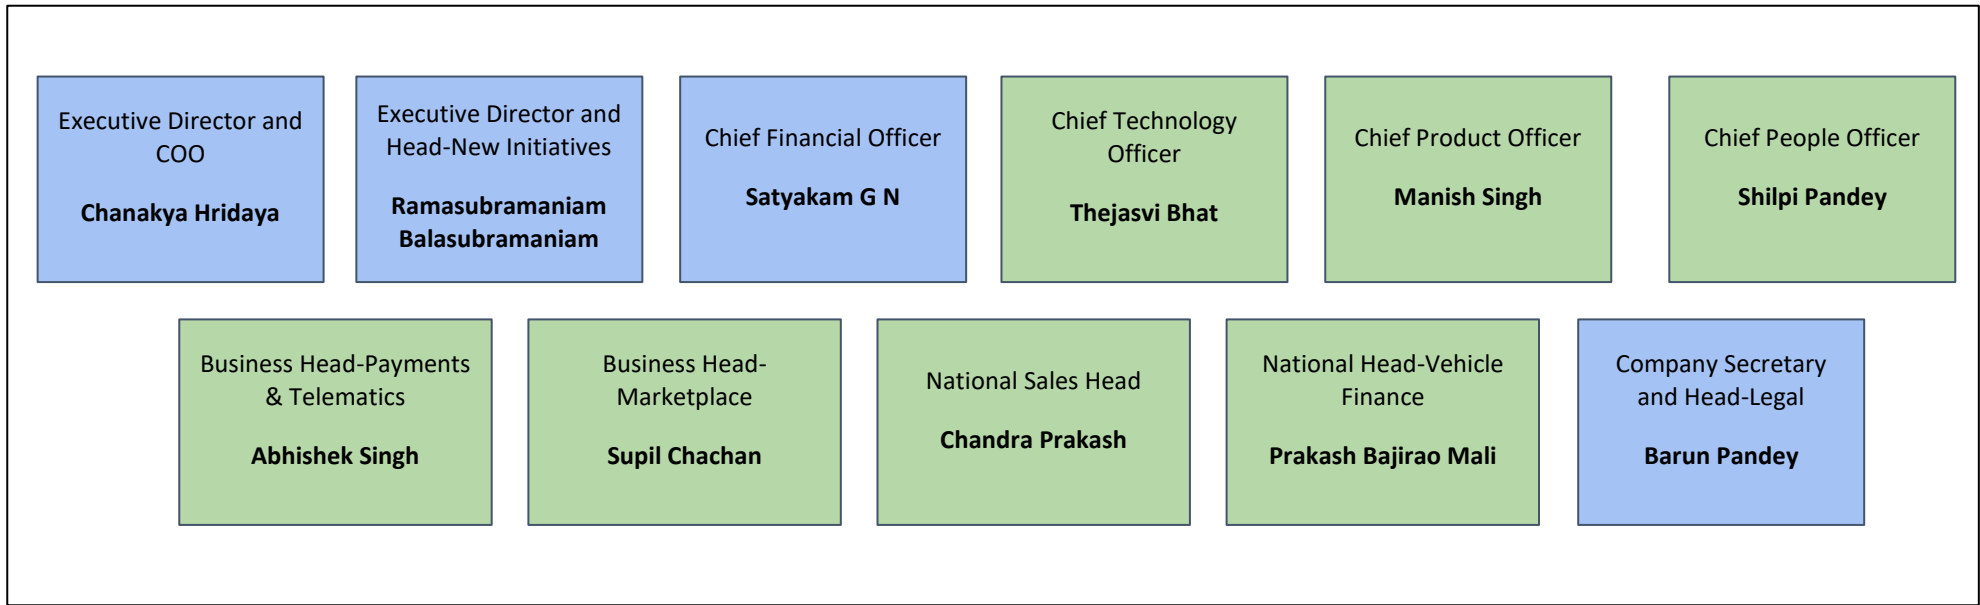 Executive Director and
COO
Chanakya Hridaya
Executive Director and
Head-New Initiatives
Ramasubramaniam
Balasubramaniam
Chief Financial Officer
Satyakam G N
Chief Technology
Officer
Thejasvi Bhat
Chief Product Officer
Manish Singh
Chief People Officer
Shilpi Pandey
Business Head-Payments
& Telematics
Abhishek Singh
Business Head-
Marketplace
Supil Chachan
National Sales Head
Chandra Prakash
National Head-Vehicle
Finance
Prakash Bajirao Mali
Company Secretary
and Head-Legal
Barun Pandey